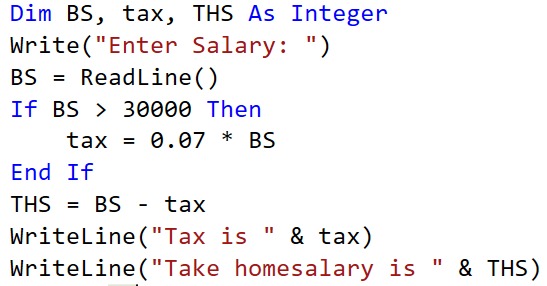 Dim BS, tax, THS As Integer
Write("Enter Salary: ")
BS = ReadLine()
If BS > 30000 Then
    tax = 0.07 * BS
End If
THS = BS - tax
WriteLine("Tax is " & tax)
WriteLine("Take homesalary is " & THS)